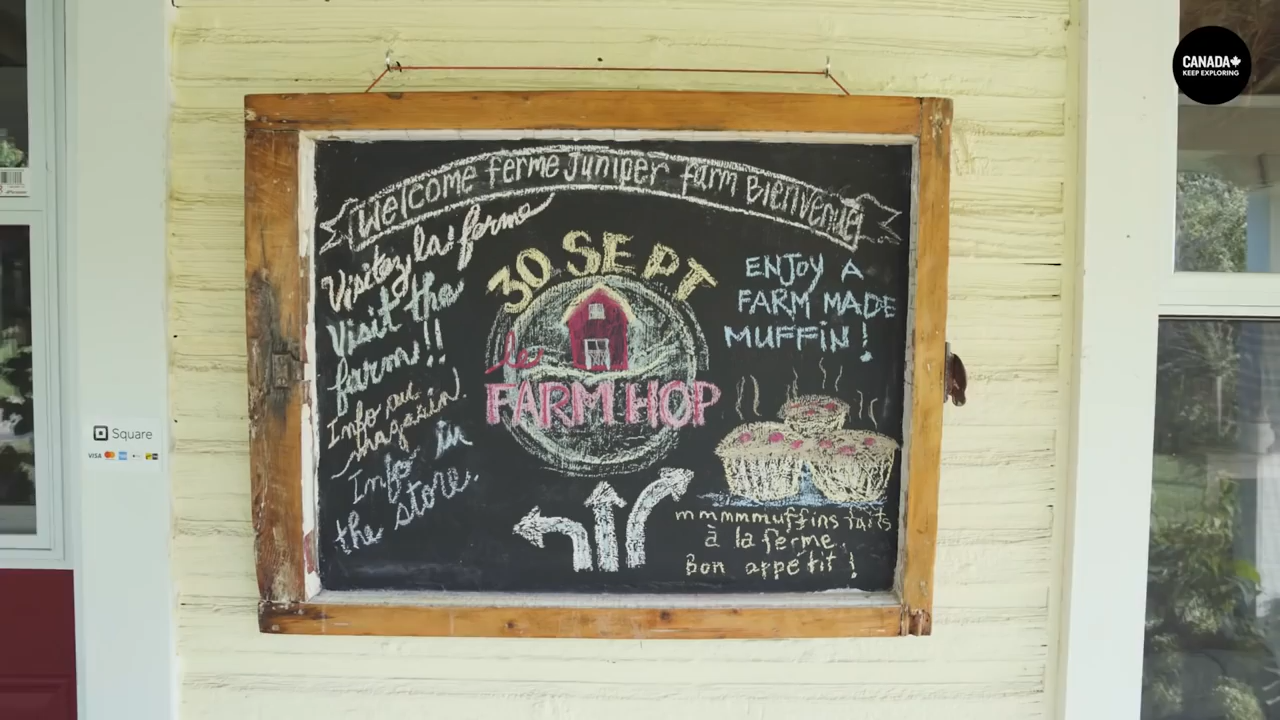 CANADA
KEEP EXPLORING
Welcome ferme Juniper farm Bienvenue
Visitez la ferme
Visit the
farm!!
Info au
magasin.
Info in
the store.
30 SEPT
le
FARM HOP
ENJOY A
FARM MADE
MUFFiN!
mmmmmuffins faits
à la ferme.
Bon appétit!
Square
VISA